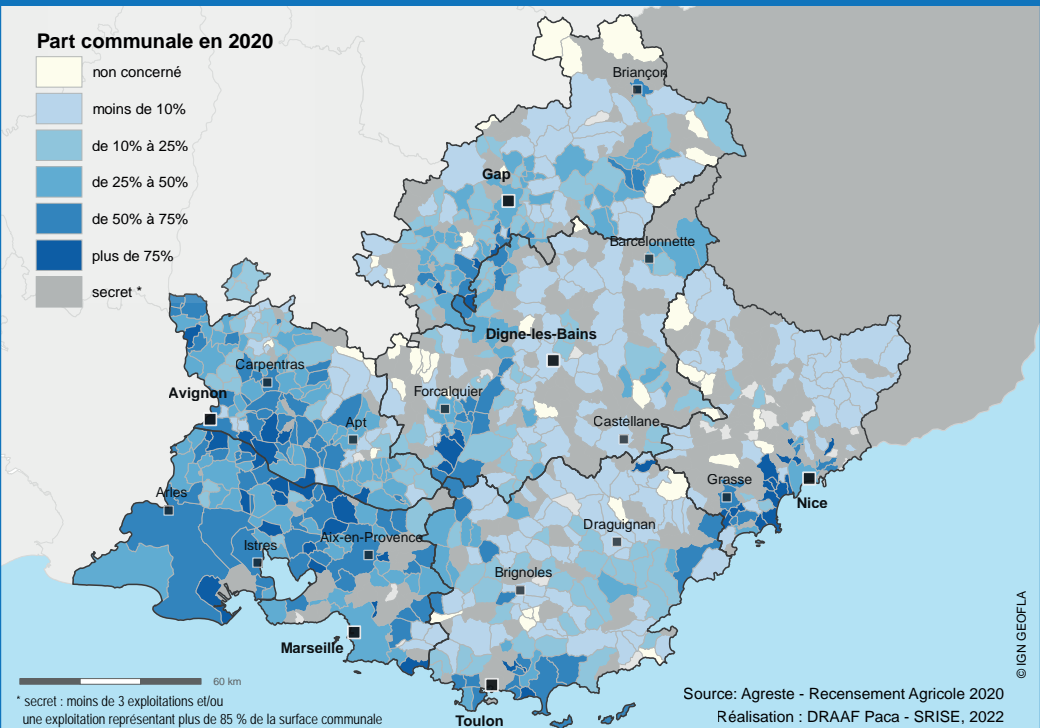 Part communale en 2020
non concerné
moins de 10%
de 10% à 25%
de 25% à 50%
de 50% à 75%
plus de 75%
secret *
Briançon
Gap
Barcelonnette
Digne-les-Bains
Carpentras
Forcalquier
Avignon
Apt
Castellane
Grasse
Nice
Arles
Draguignan
Istres
Aix-en-Provence
Brignoles
Marseille
Toulon
60 km
* secret : moins de 3 exploitations et/ou
une exploitation représentant plus de 85 % de la surface communale
Source: Agreste - Recensement Agricole 2020
Réalisation : DRAAF Paca - SRISE, 2022
© IGN GEOFLA